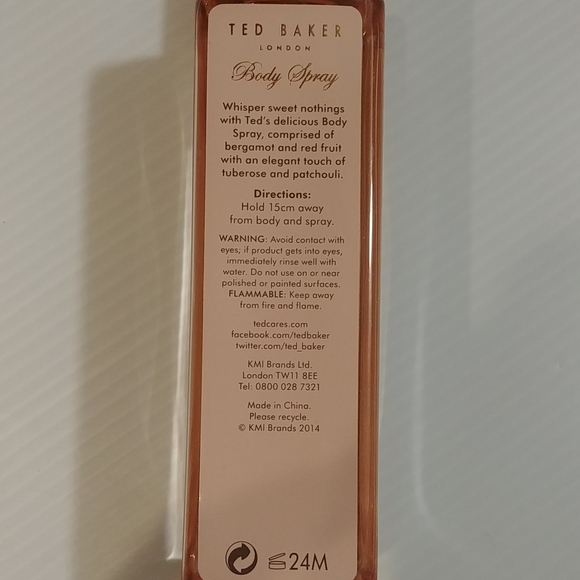 TED BAKER
LONDON
Body Spray
Whisper sweet nothings
with Ted's delicious Body
Spray, comprised of
bergamot and red fruit
with an elegant touch of
tuberose and patchouli.
Directions:
Hold 15cm away
from body and spray.
WARNING: Avoid contact with
eyes; if product gets into eyes,
immediately rinse well with
water. Do not use on or near
polished or painted surfaces.
FLAMMABLE: Keep away
from fire and flame.
tedcares.com
facebook.com/tedbaker
twitter.com/ted_baker
KMI Brands Ltd.
London TW11 8EE
Tel: 0800 028 7321
Made in China.
Please recycle.
© KMI Brands 2014
24M